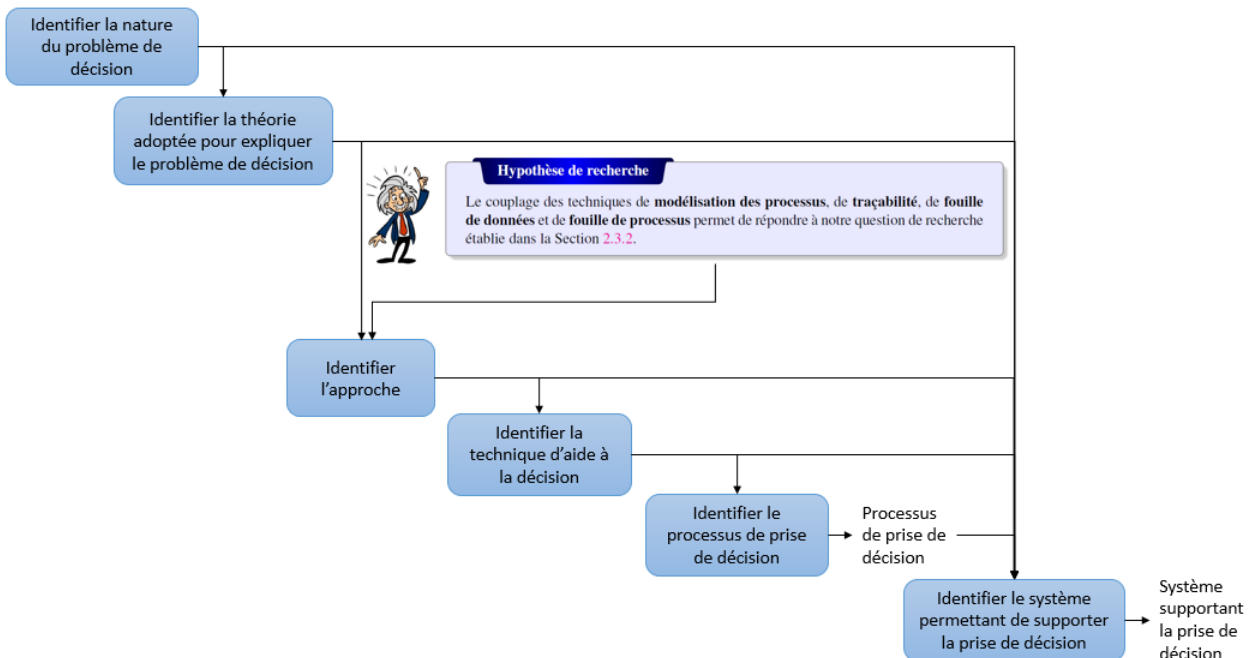 Identifier la nature
du problème de
décision
Identifier la théorie
adoptée pour expliquer
le problème de décision
Hypothèse de recherche
Le couplage des techniques de modélisation des processus, de traçabilité, de fouille
de données et de fouille de processus permet de répondre à notre question de recherche
établie dans la Section 2.3.2.
Identifier
l'approche
Identifier la
technique d'aide à
la décision
Identifier le
processus de prise
de décision
Processus
de prise de
décision
Identifier le système
permettant de supporter
la prise de décision
Système
supportant
la prise de
décision